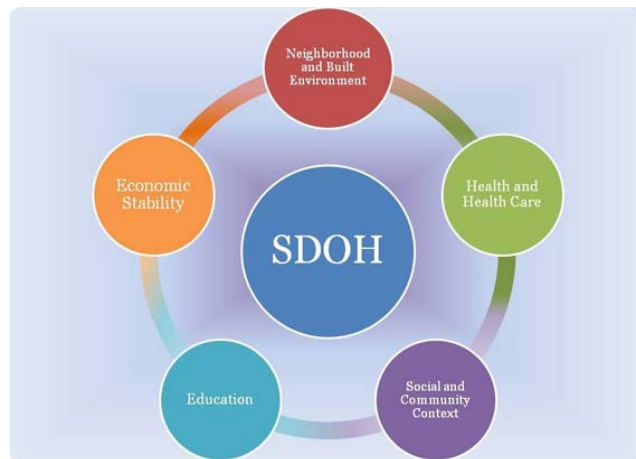 Neighborhood
and Built
Environment
Economic
Stability
Health and
Health Care
SDOH
Education
Social and
Community
Context